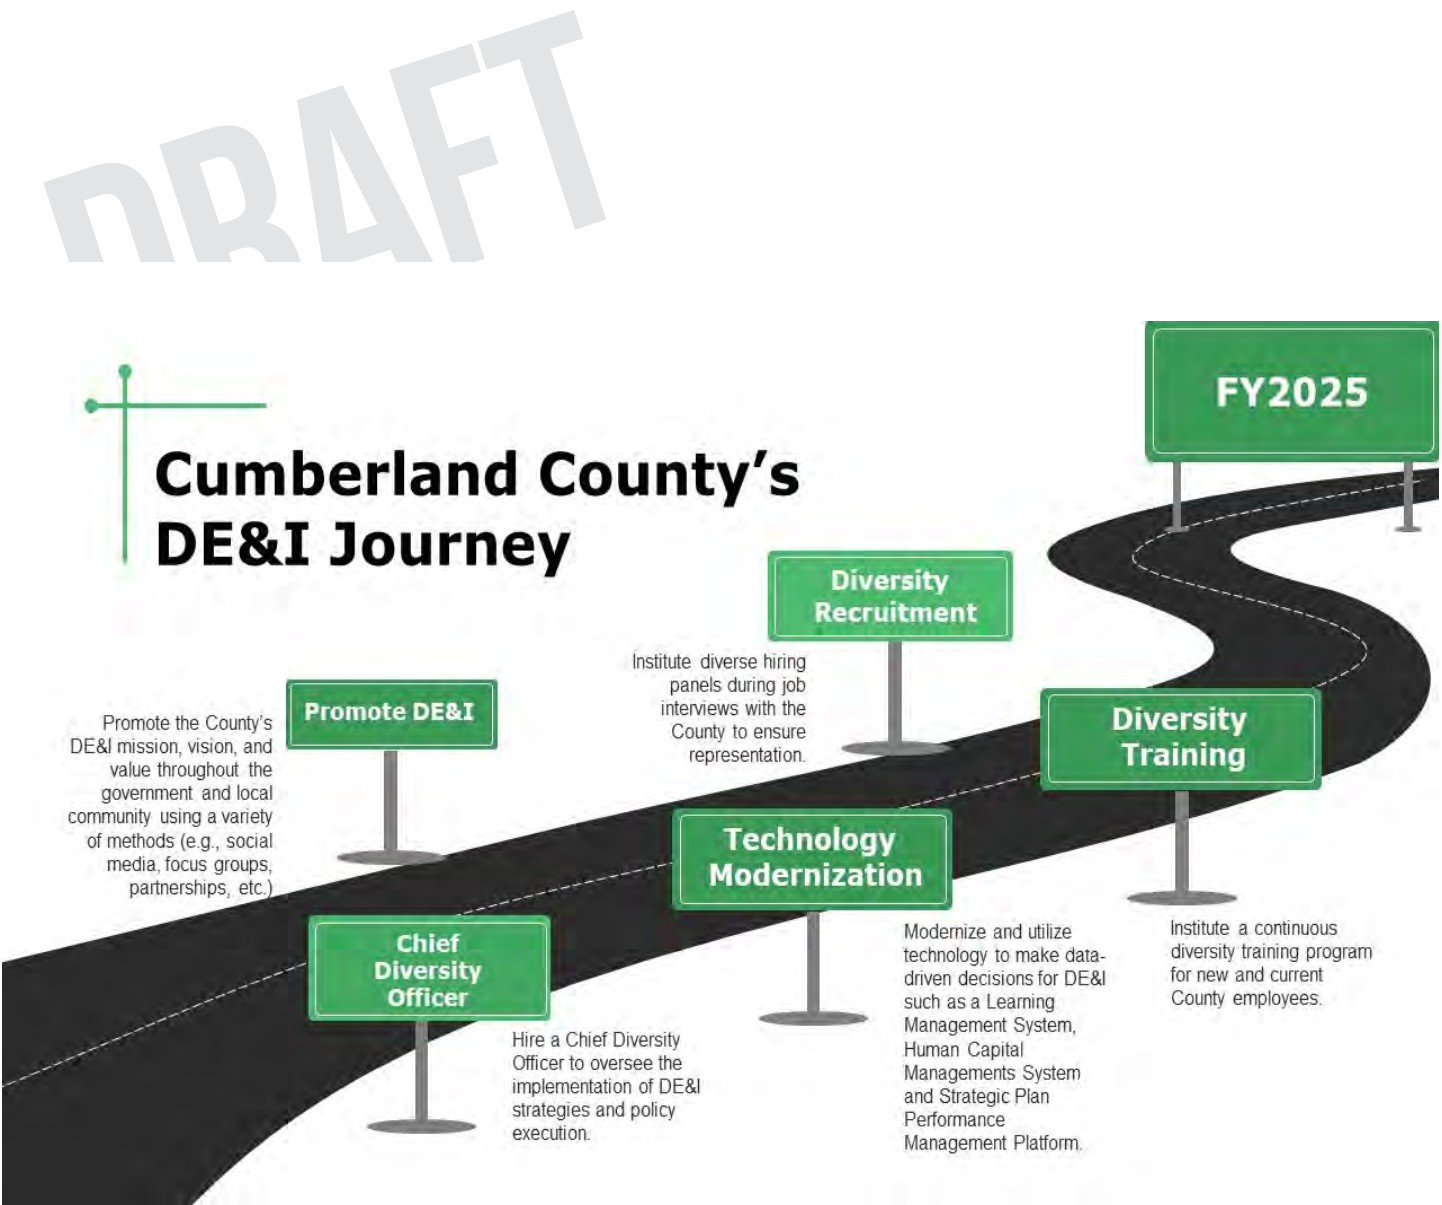 DRAFT
Cumberland County’s
DE&I Journey
FY2025
Diversity
Recruitment
Institute diverse hiring
panels during job
interviews with the
County to ensure
representation.
Promote DE&I
Promote the County’s
DE&I mission, vision, and
value throughout the
government and local
community using a variety
of methods (e.g., social
media, focus groups,
partnerships, etc.)
Diversity
Training
Institute a continuous
diversity training program
for new and current
County employees.
Technology
Modernization
Modernize and utilize
technology to make data-
driven decisions for DE&I
such as a Learning
Management System,
Human Capital
Managements System
and Strategic Plan
Performance
Management Platform.
Chief
Diversity
Officer
Hire a Chief Diversity
Officer to oversee the
implementation of DE&I
strategies and policy
execution.